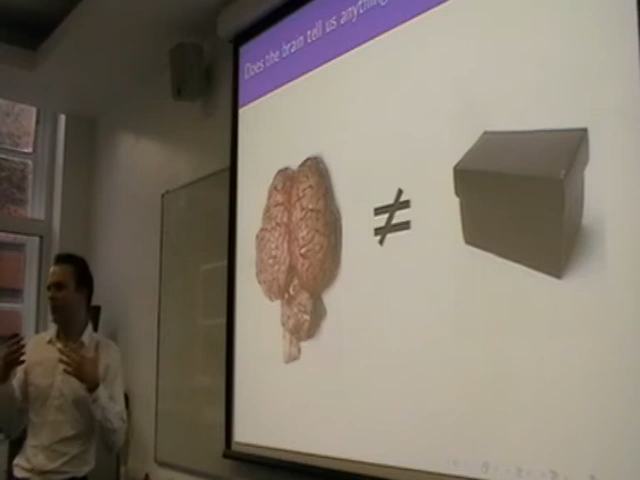 Does the brain tell us anything
≠